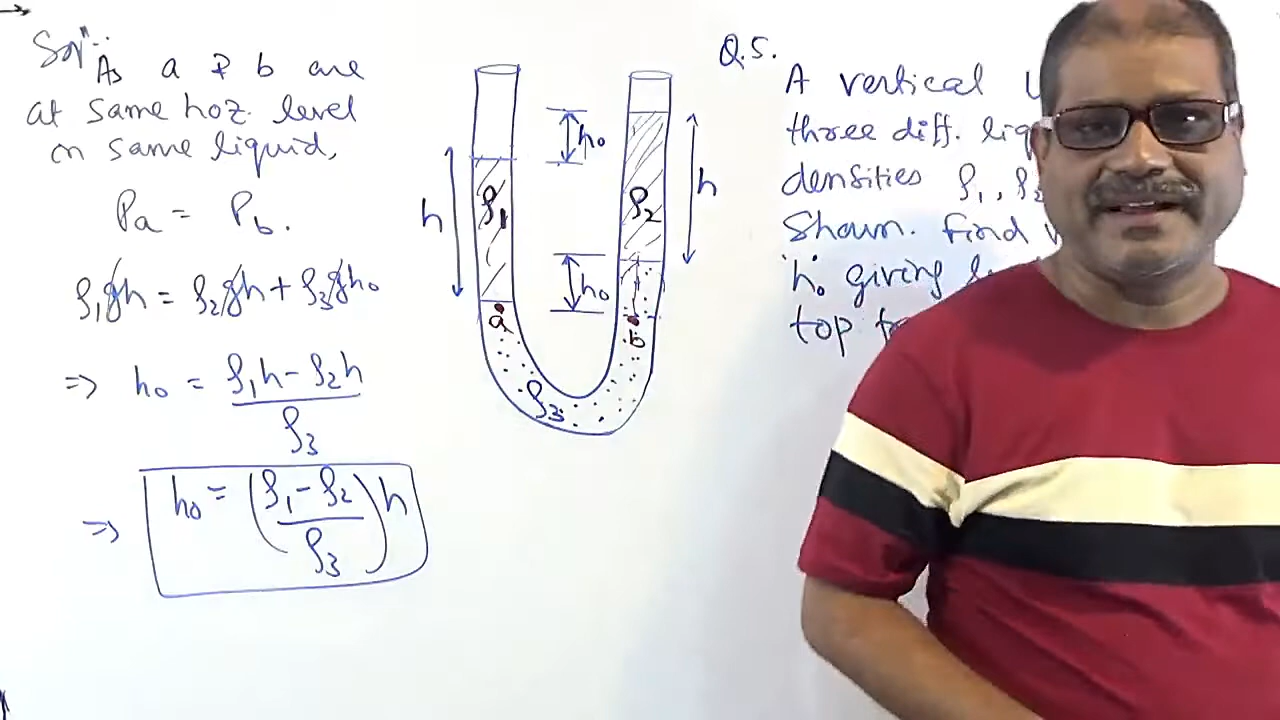 Solⁿ:-
As a & b are
at same hoz. level
in same liquid,
Pa = Pb.
ρ₁gh = ρ₂gh + ρ₃gh₀
⇒ h₀ = ρ₁h - ρ₂h
ρ₃
⇒ h₀ = (ρ₁ - ρ₂
ρ₃) h
h₀
h
ρ₁
ρ₂
h
h₀
a
b
ρ₃
Q.5.
A vertical
three diff.
densities ρ₁,
Shown. Find
h₀ giving
top